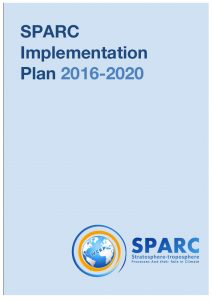 SPARC
Implementation
Plan 2016-2020
SPARC
Stratosphere-troposphere
Processes And their Role in Climate